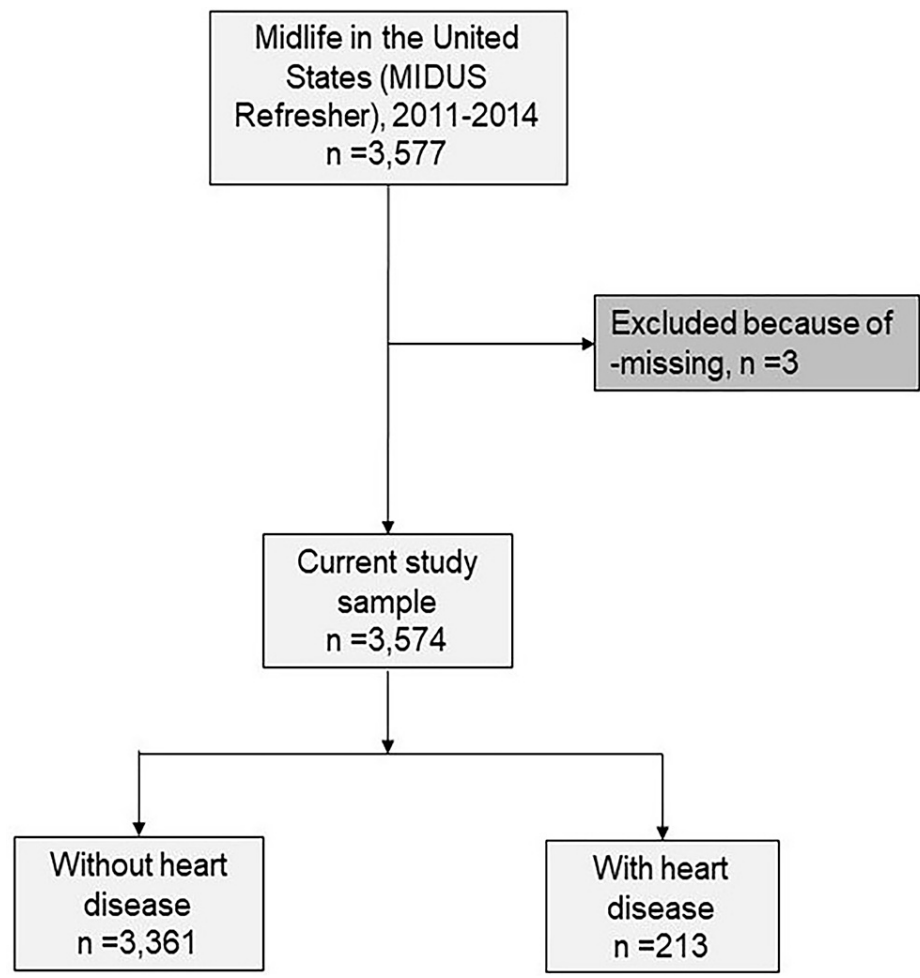 Midlife in the United
States (MIDUS
Refresher), 2011-2014
n =3,577
Excluded because of
-missing, n =3
Current study
sample
n =3,574
Without heart
disease
n =3,361
With heart
disease
n =213